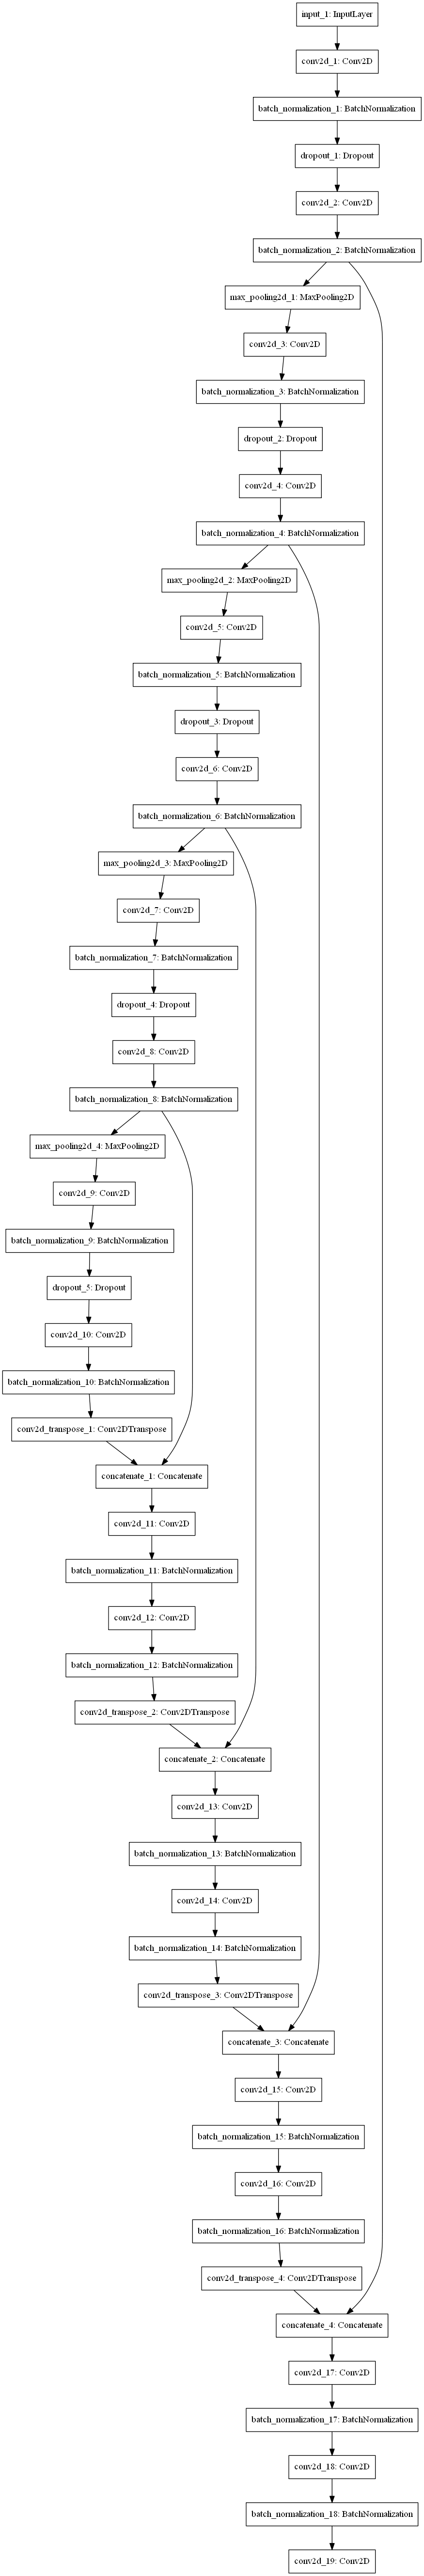 input_1: InputLayer
conv2d_1: Conv2D
batch_normalization_1: BatchNormalization
dropout_1: Dropout
conv2d_2: Conv2D
batch_normalization_2: BatchNormalization
max_pooling2d_1: MaxPooling2D
conv2d_3: Conv2D
batch_normalization_3: BatchNormalization
dropout_2: Dropout
conv2d_4: Conv2D
batch_normalization_4: BatchNormalization
max_pooling2d_2: MaxPooling2D
conv2d_5: Conv2D
batch_normalization_5: BatchNormalization
dropout_3: Dropout
conv2d_6: Conv2D
batch_normalization_6: BatchNormalization
max_pooling2d_3: MaxPooling2D
conv2d_7: Conv2D
batch_normalization_7: BatchNormalization
dropout_4: Dropout
conv2d_8: Conv2D
batch_normalization_8: BatchNormalization
max_pooling2d_4: MaxPooling2D
conv2d_9: Conv2D
batch_normalization_9: BatchNormalization
dropout_5: Dropout
conv2d_10: Conv2D
batch_normalization_10: BatchNormalization
conv2d_transpose_1: Conv2DTranspose
concatenate_1: Concatenate
conv2d_11: Conv2D
batch_normalization_11: BatchNormalization
conv2d_12: Conv2D
batch_normalization_12: BatchNormalization
conv2d_transpose_2: Conv2DTranspose
concatenate_2: Concatenate
conv2d_13: Conv2D
batch_normalization_13: BatchNormalization
conv2d_14: Conv2D
batch_normalization_14: BatchNormalization
conv2d_transpose_3: Conv2DTranspose
concatenate_3: Concatenate
conv2d_15: Conv2D
batch_normalization_15: BatchNormalization
conv2d_16: Conv2D
batch_normalization_16: BatchNormalization
conv2d_transpose_4: Conv2DTranspose
concatenate_4: Concatenate
conv2d_17: Conv2D
batch_normalization_17: BatchNormalization
conv2d_18: Conv2D
batch_normalization_18: BatchNormalization
conv2d_19: Conv2D